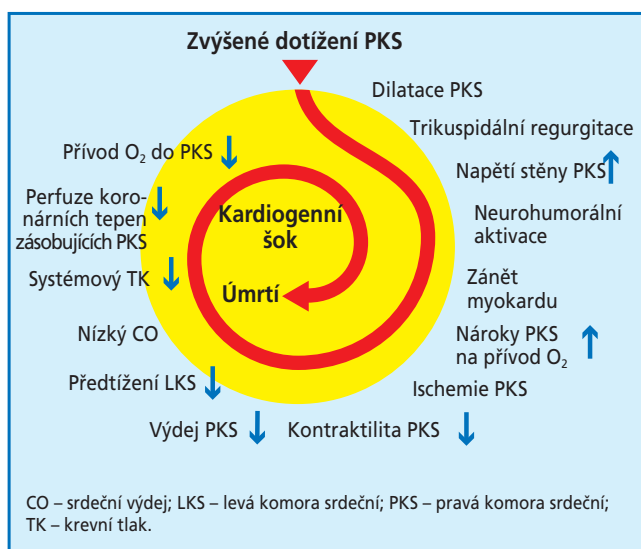 Zvýšené dotížení PKS
Dilatace PKS
Trikuspidální regurgitace
Napětí stěny PKS
Neurohumorální
aktivace
Zánět
myokardu
Nároky PKS
na přívod O₂
Ischemie PKS
Kontraktilita PKS
Výdej PKS
Předtížení LKS
Nízký CO
Systémový TK
Perfuze koro-
nárních tepen
zásobujících PKS
Přívod O₂ do PKS
Kardiogenní
šok
Úmrtí
CO – srdeční výdej; LKS – levá komora srdeční; PKS – pravá komora srdeční;
TK – krevní tlak.